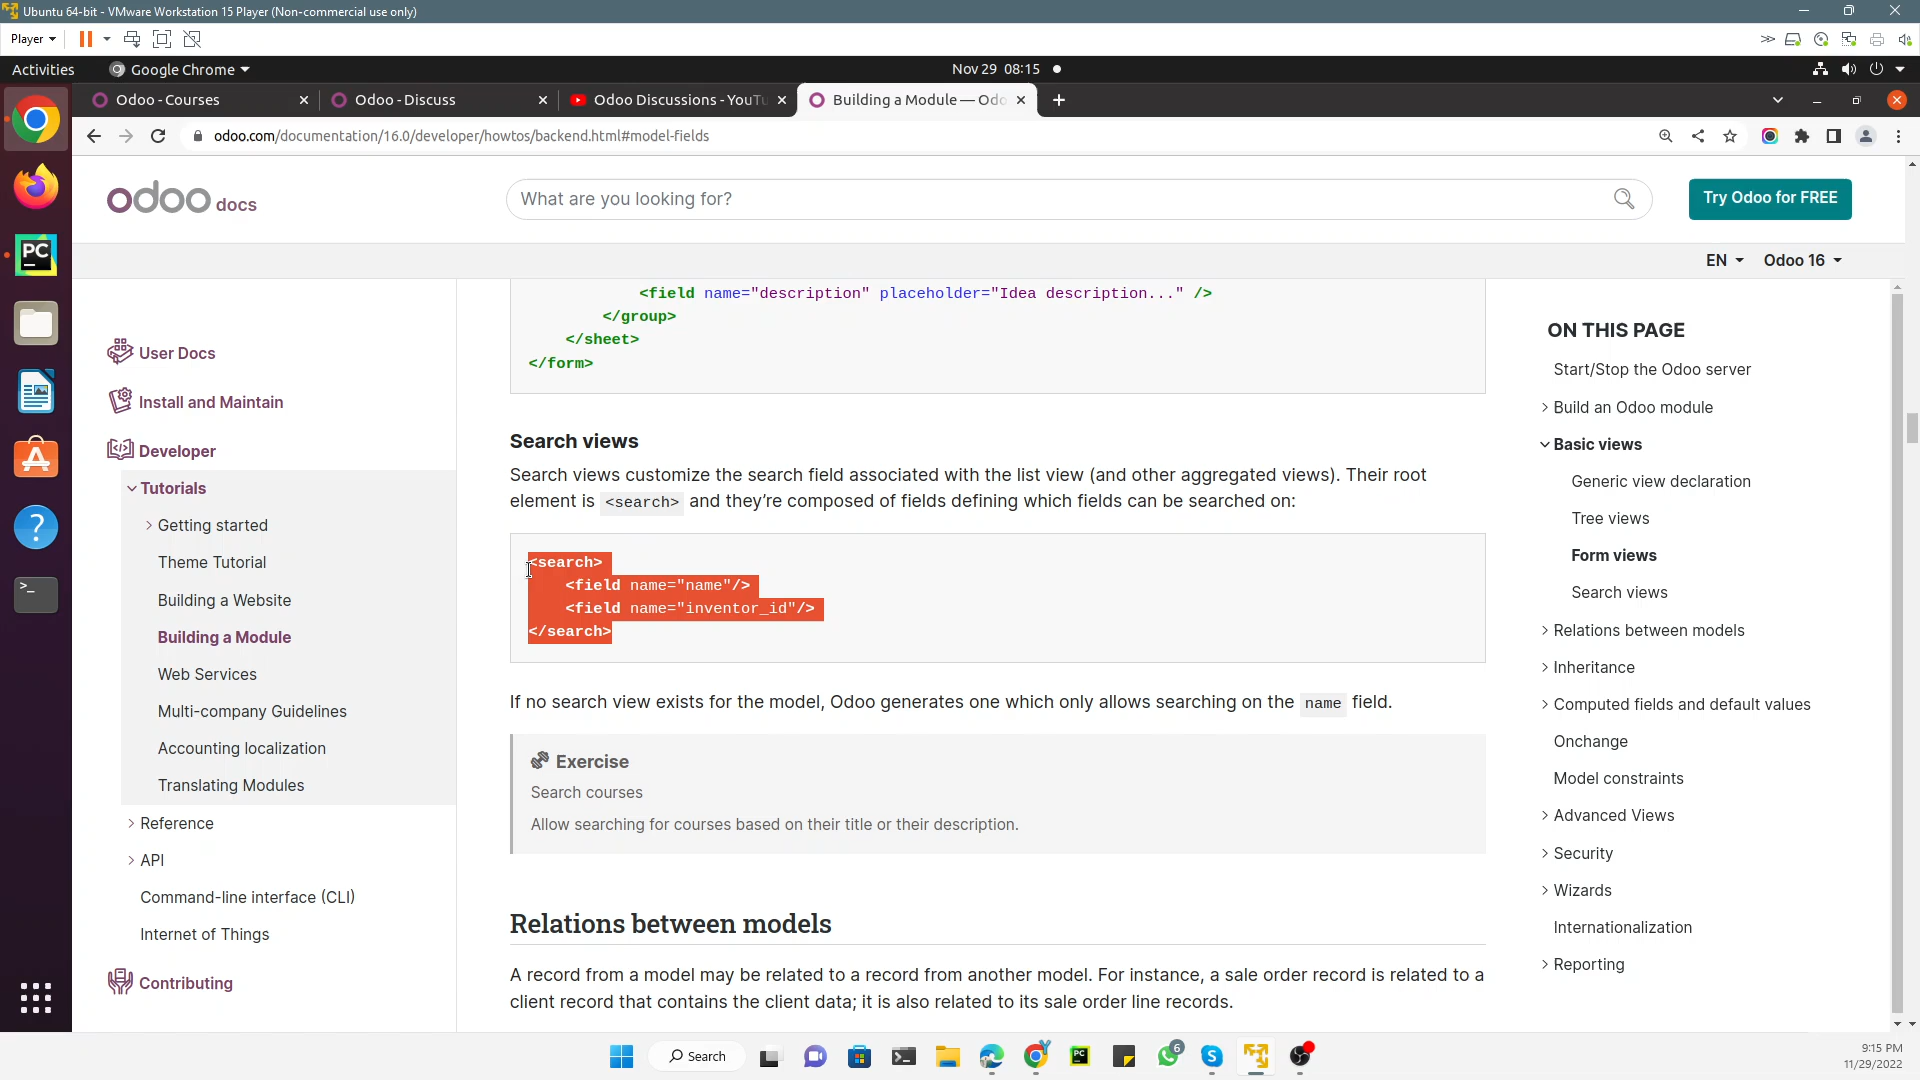 Ubuntu 64-bit - VMware Workstation 15 Player (Non-commercial use only)
Player
Activities
Google Chrome
Nov 29 08:15
Odoo - Courses
Odoo - Discuss
Odoo Discussions - YouTu
Building a Module — Odo
odoo.com/documentation/16.0/developer/howtos/backend.html#model-fields
odoo docs
What are you looking for?
Try Odoo for FREE
EN
Odoo 16
User Docs
Install and Maintain
Developer
Tutorials
Getting started
Theme Tutorial
Building a Website
Building a Module
Web Services
Multi-company Guidelines
Accounting localization
Translating Modules
Reference
API
Command-line interface (CLI)
Internet of Things
Contributing
<field name="description" placeholder="Idea description..." />
</group>
</sheet>
</form>
Search views
Search views customize the search field associated with the list view (and other aggregated views). Their root
element is <search> and they’re composed of fields defining which fields can be searched on:
<search>
<field name="name"/>
<field name="inventor_id"/>
</search>
If no search view exists for the model, Odoo generates one which only allows searching on the name field.
Exercise
Search courses
Allow searching for courses based on their title or their description.
Relations between models
A record from a model may be related to a record from another model. For instance, a sale order record is related to a
client record that contains the client data; it is also related to its sale order line records.
ON THIS PAGE
Start/Stop the Odoo server
Build an Odoo module
Basic views
Generic view declaration
Tree views
Form views
Search views
Relations between models
Inheritance
Computed fields and default values
Onchange
Model constraints
Advanced Views
Security
Wizards
Internationalization
Reporting
PC
Search
PC
6
9:15 PM
11/29/2022